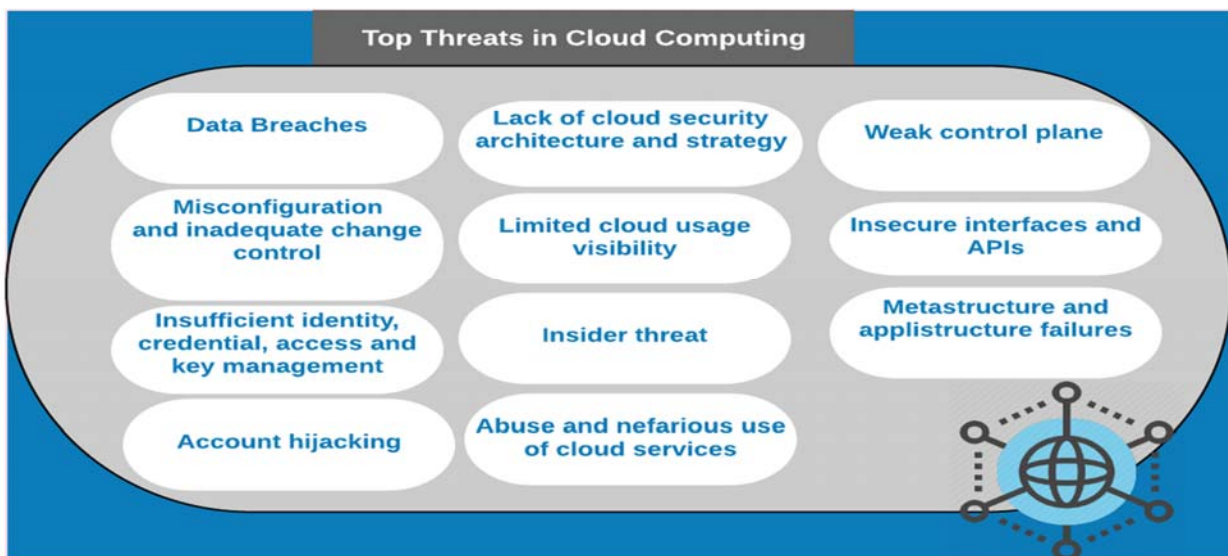 Top Threats in Cloud Computing
Data Breaches
Misconfiguration
and inadequate change
control
Insufficient identity,
credential, access and
key management
Account hijacking
Lack of cloud security
architecture and strategy
Limited cloud usage
visibility
Insider threat
Abuse and nefarious use
of cloud services
Weak control plane
Insecure interfaces and
APIs
Metastructure and
applistructure failures